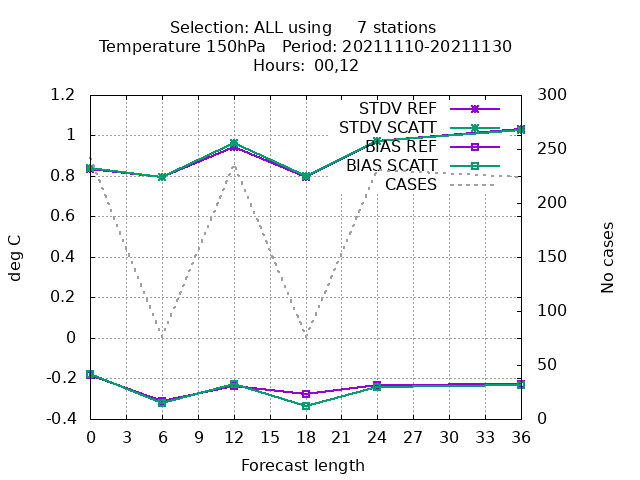 Selection: ALL using     7 stations
Temperature 150hPa   Period: 20211110-20211130
Hours:  00,12
STDV REF
STDV SCATT
BIAS REF
BIAS SCATT
CASES
1.2
1
0.8
0.6
0.4
0.2
0
-0.2
-0.4
deg C
300
250
200
150
100
50
0
No cases
0 3 6 9 12 15 18 21 24 27 30 33 36
Forecast length